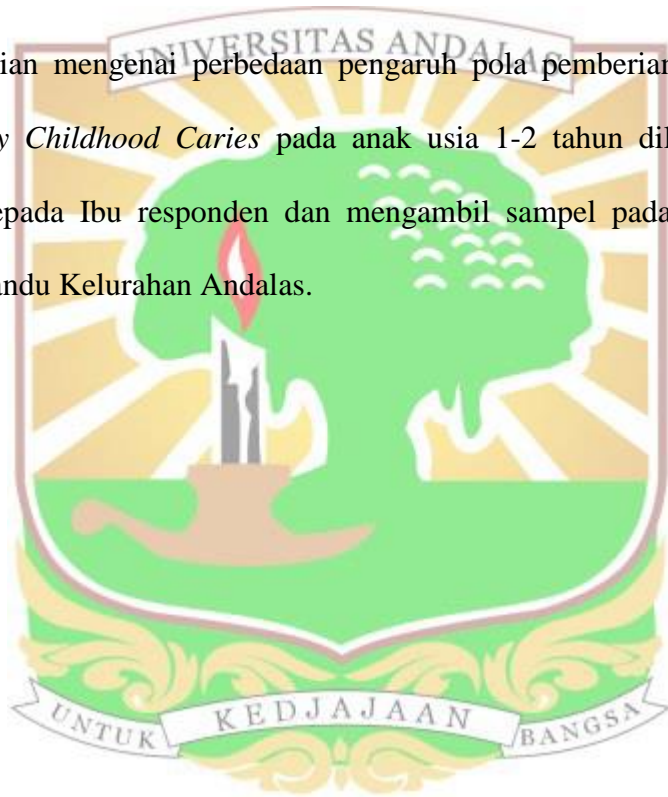 UNIVERSITAS ANDALAS
ian mengenai perbedaan pengaruh pola pemberian
y Childhood Caries pada anak usia 1-2 tahun dil
epada Ibu responden dan mengambil sampel pada
andu Kelurahan Andalas.
UNTUK KEDJAJAAN BANGSA